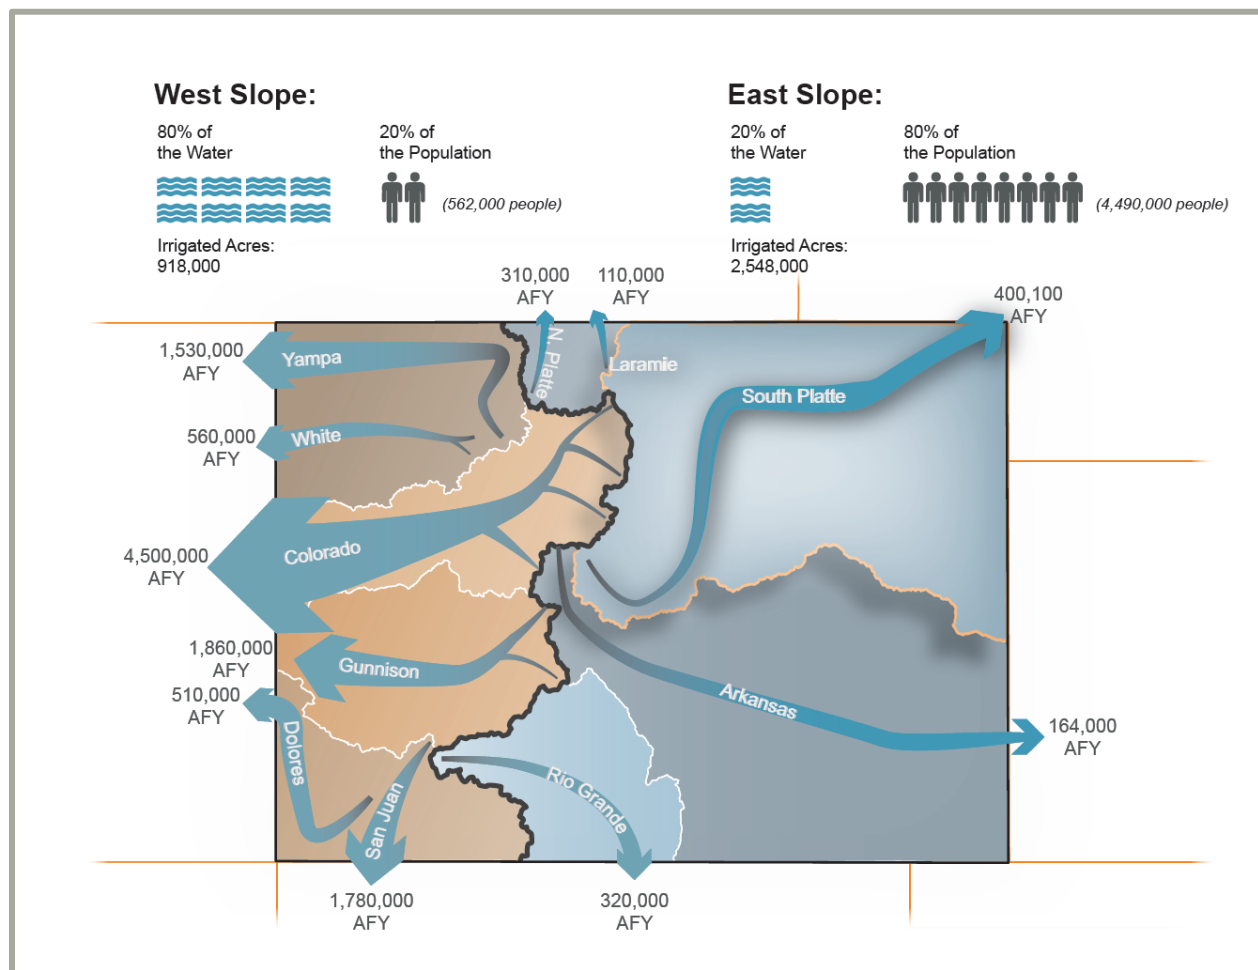 West Slope:
80% of
the Water
20% of
the Population
(562,000 people)
Irrigated Acres:
918,000
East Slope:
20% of
the Water
80% of
the Population
(4,490,000 people)
Irrigated Acres:
2,548,000
310,000
AFY
110,000
AFY
400,100
AFY
1,530,000
AFY
Yampa
N. Platte
Laramie
South Platte
560,000
AFY
White
4,500,000
AFY
Colorado
1,860,000
AFY
Gunnison
510,000
AFY
Dolores
San Juan
Rio Grande
Arkansas
164,000
AFY
1,780,000
AFY
320,000
AFY